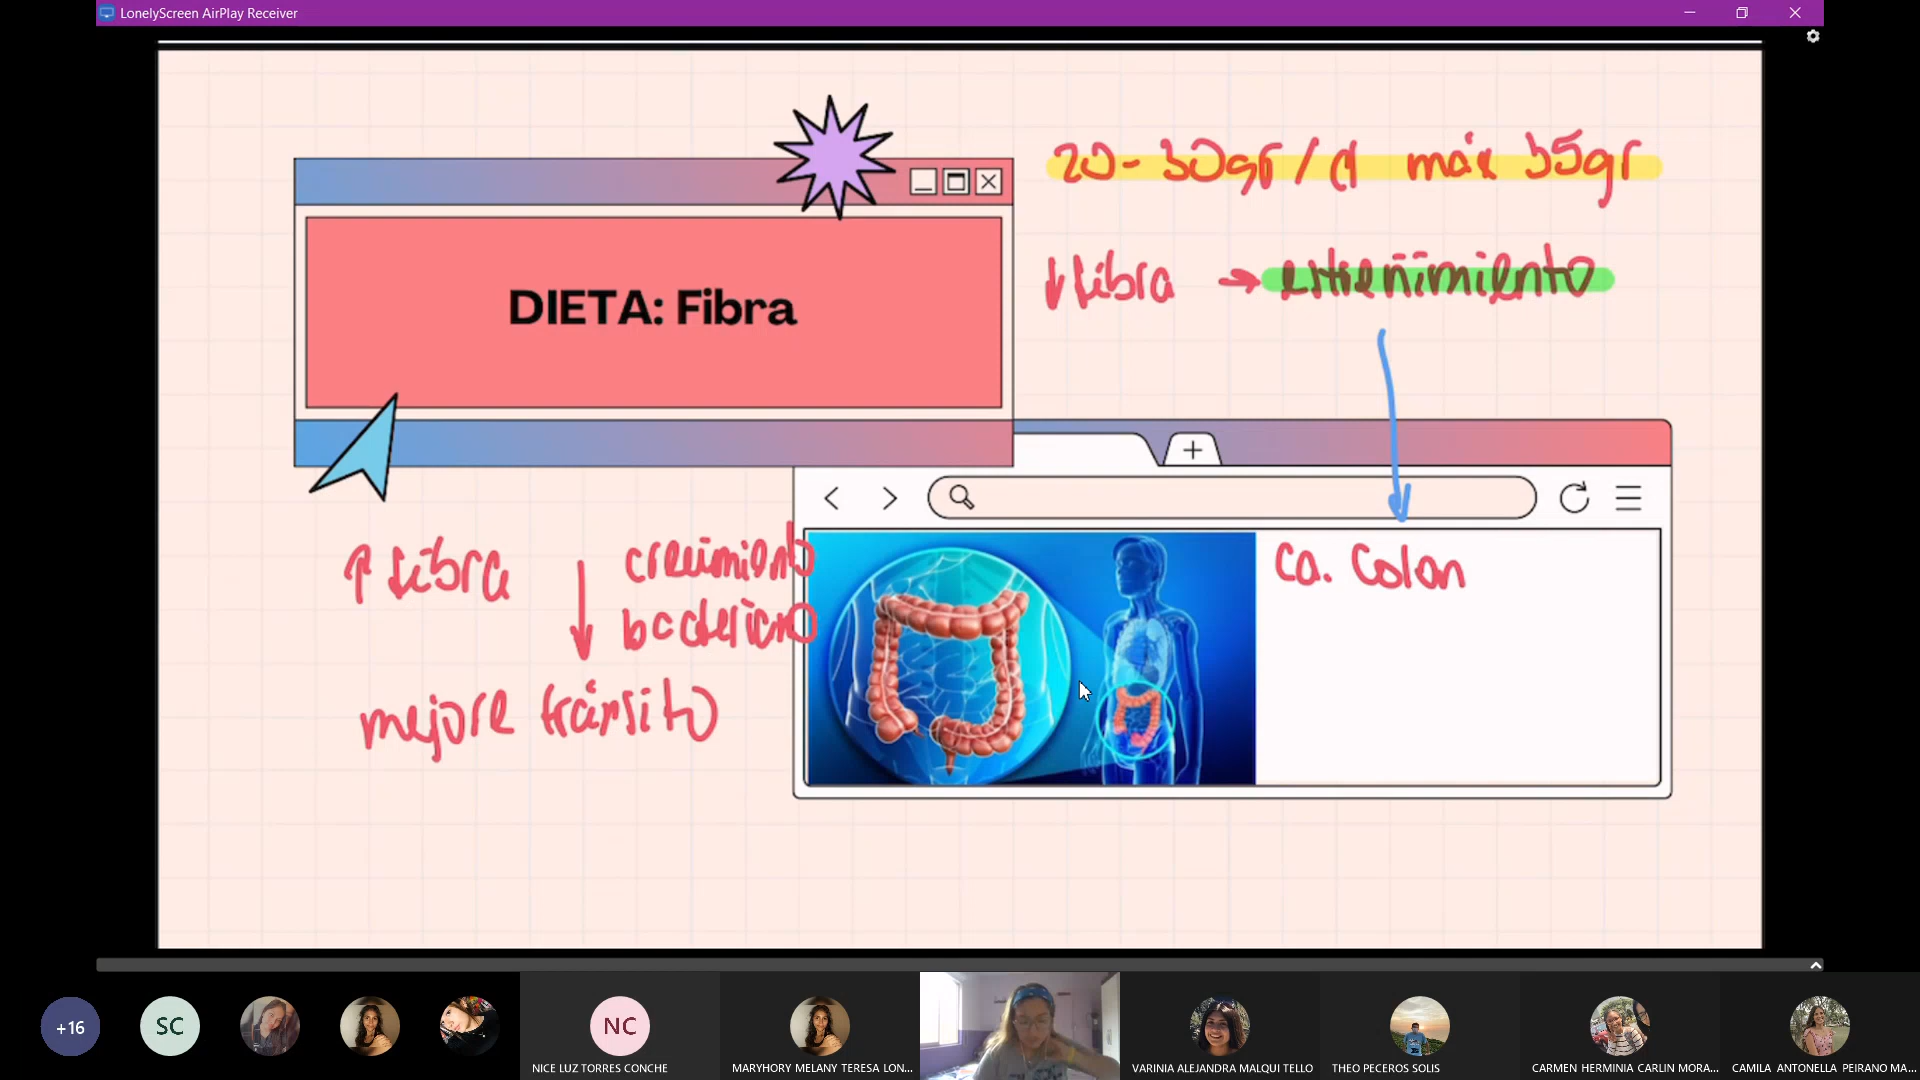 LonelyScreen AirPlay Receiver
20-30gr/d máx 35gr
DIETA: Fibra
↓ fibra → estreñimiento
Ca. Colon
↑ fibra ↓ crecimiento
bacteriano
mejore tránsito
+16
SC
NC
NICE LUZ TORRES CONCHE
MARYHORY MELANY TERESA LON...
VARINIA ALEJANDRA MALQUI TELLO
THEO PECEROS SOLIS
CARMEN HERMINIA CARLIN MORA...
CAMILA ANTONELLA PEIRANO MA...